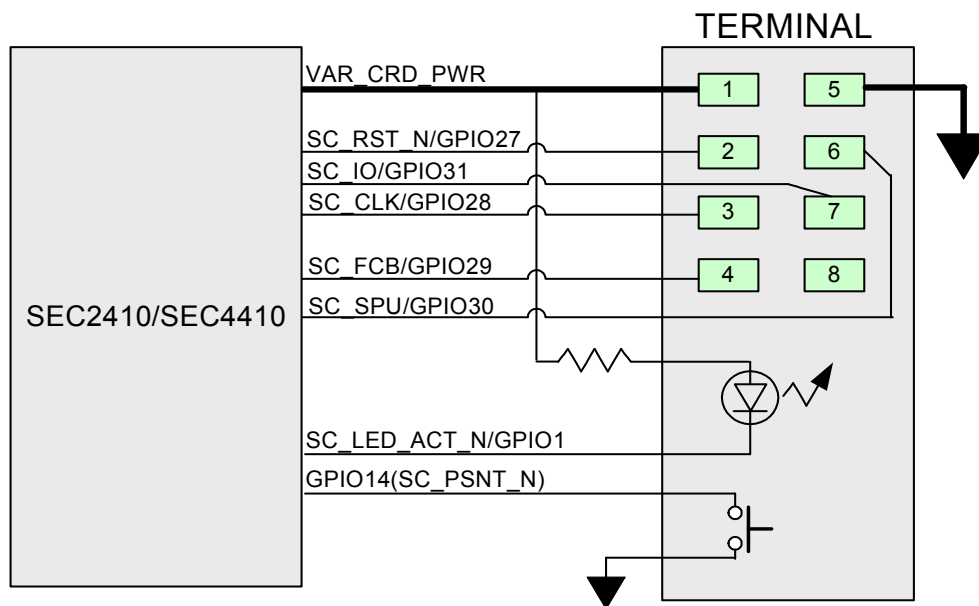 TERMINAL
VAR_CRD_PWR
1
5
SC_RST_N/GPIO27
2
6
SC_IO/GPIO31
7
SC_CLK/GPIO28
3
SC_FCB/GPIO29
4
8
SEC2410/SEC4410
SC_SPU/GPIO30
SC_LED_ACT_N/GPIO1
GPIO14(SC_PSNT_N)